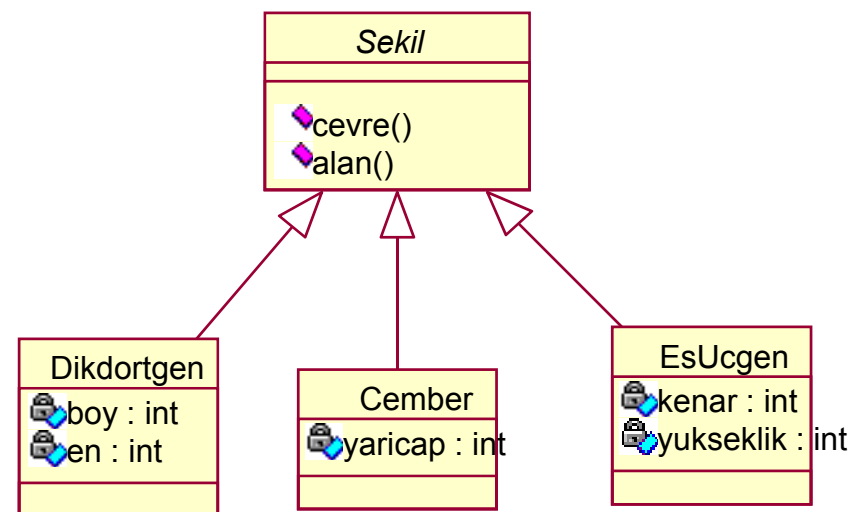 Sekil
cevre()
alan()
Dikdortgen
boy : int
en : int
Cember
yaricap : int
EsUcgen
kenar : int
yukseklik : int